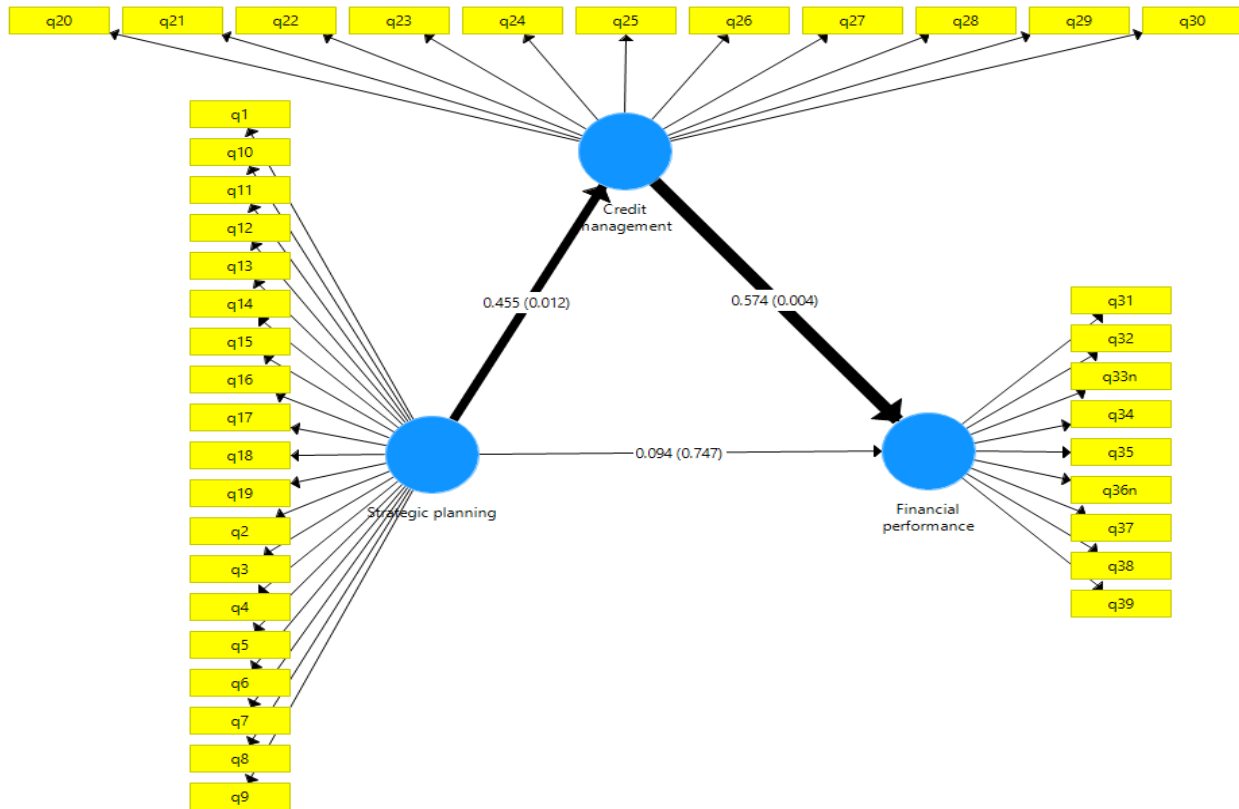 q20
q21
q22
q23
q24
q25
q26
q27
q28
q29
q30
q1
q10
q11
q12
q13
q14
q15
q16
q17
q18
q19
q2
q3
q4
q5
q6
q7
q8
q9
Credit
management
0.455 (0.012)
0.574 (0.004)
0.094 (0.747)
Strategic planning
Financial
performance
q31
q32
q33n
q34
q35
q36n
q37
q38
q39